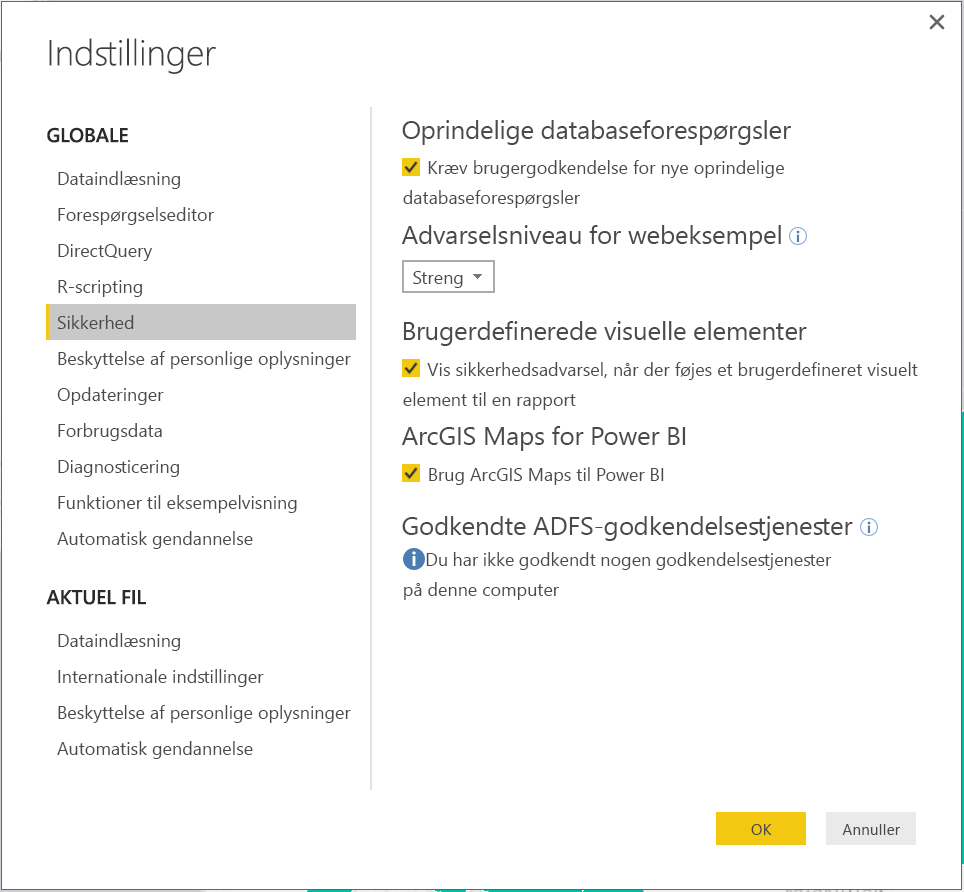 Indstillinger
GLOBALE
Dataindlæsning
Forespørgselseditor
DirectQuery
R-scripting
Sikkerhed
Beskyttelse af personlige oplysninger
Opdateringer
Forbrugsdata
Diagnosticering
Funktioner til eksempelvisning
Automatisk gendannelse
AKTUEL FIL
Dataindlæsning
Internationale indstillinger
Beskyttelse af personlige oplysninger
Automatisk gendannelse
Oprindelige databaseforespørgsler
Kræv brugergodkendelse for nye oprindelige
databaseforespørgsler
Advarselsniveau for webeksempel
Streng
Brugerdefinerede visuelle elementer
Vis sikkerhedsadvarsel, når der føjes et brugerdefineret visuelt
element til en rapport
ArcGIS Maps for Power BI
Brug ArcGIS Maps til Power BI
Godkendte ADFS-godkendelsestjenester
Du har ikke godkendt nogen godkendelsestjenester
på denne computer
OK
Annuller